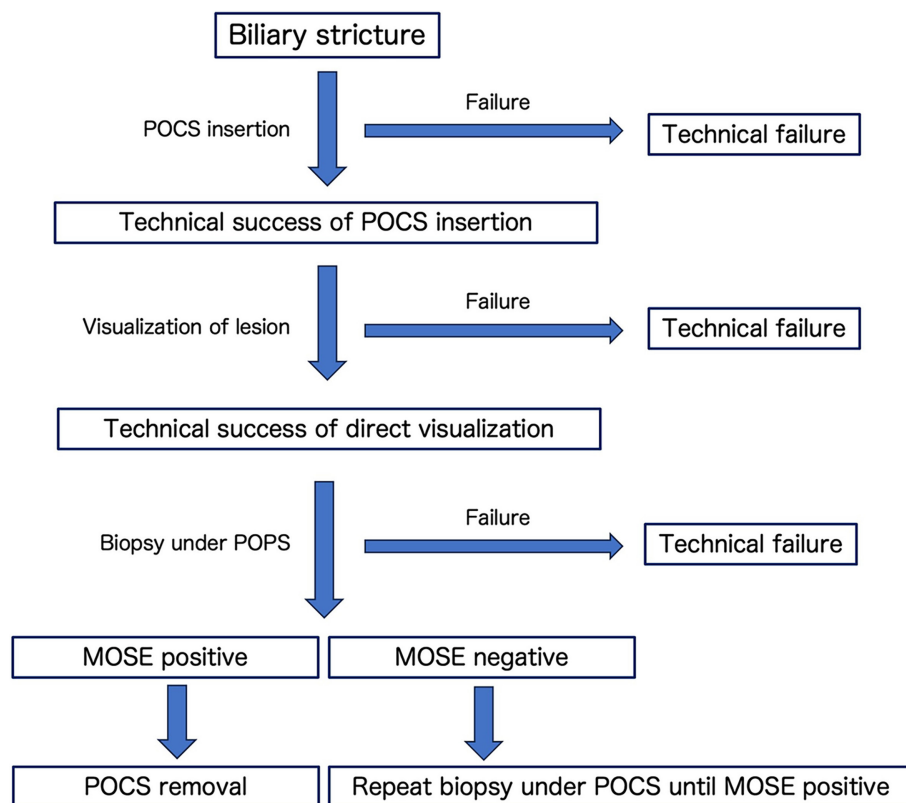 Biliary stricture
POCS insertion
Failure
Technical failure
Technical success of POCS insertion
Visualization of lesion
Failure
Technical failure
Technical success of direct visualization
Biopsy under POPS
Failure
Technical failure
MOSE positive
MOSE negative
POCS removal
Repeat biopsy under POCS until MOSE positive